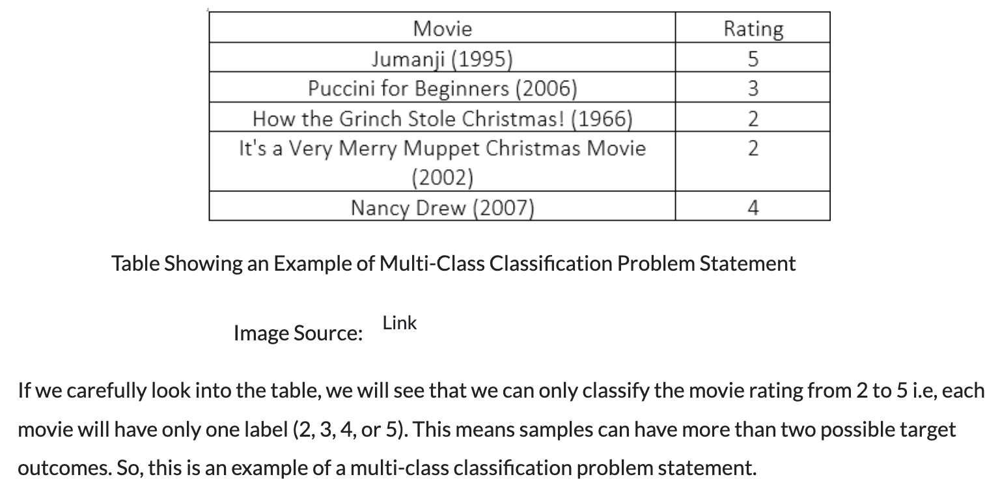 Movie Rating
Jumanji (1995) 5
Puccini for Beginners (2006) 3
How the Grinch Stole Christmas! (1966) 2
It's a Very Merry Muppet Christmas Movie 2
(2002)
Nancy Drew (2007) 4
Table Showing an Example of Multi-Class Classification Problem Statement
Image Source: Link
If we carefully look into the table, we will see that we can only classify the movie rating from 2 to 5 i.e, each
movie will have only one label (2, 3, 4, or 5). This means samples can have more than two possible target
outcomes. So, this is an example of a multi-class classification problem statement.